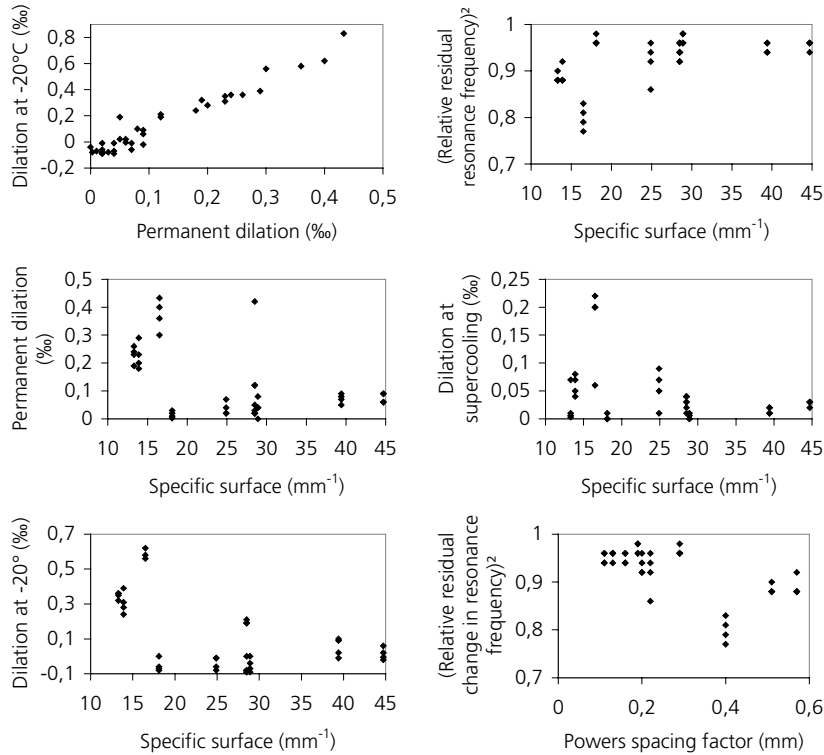 Dilation at -20°C (‰)
0,8
0,6
0,4
0,2
0
-0,2
0 0,1 0,2 0,3 0,4 0,5
Permanent dilation (‰)
(Relative residual
resonance frequency)²
1
0,9
0,8
0,7
10 15 20 25 30 35 40 45
Specific surface (mm⁻¹)
Permanent dilation
(‰)
0,5
0,4
0,3
0,2
0,1
0
10 15 20 25 30 35 40 45
Specific surface (mm⁻¹)
Dilation at
supercooling (‰)
0,25
0,2
0,15
0,1
0,05
0
10 15 20 25 30 35 40 45
Specific surface (mm⁻¹)
Dilation at -20° (‰)
0,7
0,5
0,3
0,1
-0,1
10 15 20 25 30 35 40 45
Specific surface (mm⁻¹)
(Relative residual
change in resonance
frequency)²
1
0,9
0,8
0,7
0 0,2 0,4 0,6
Powers spacing factor (mm)